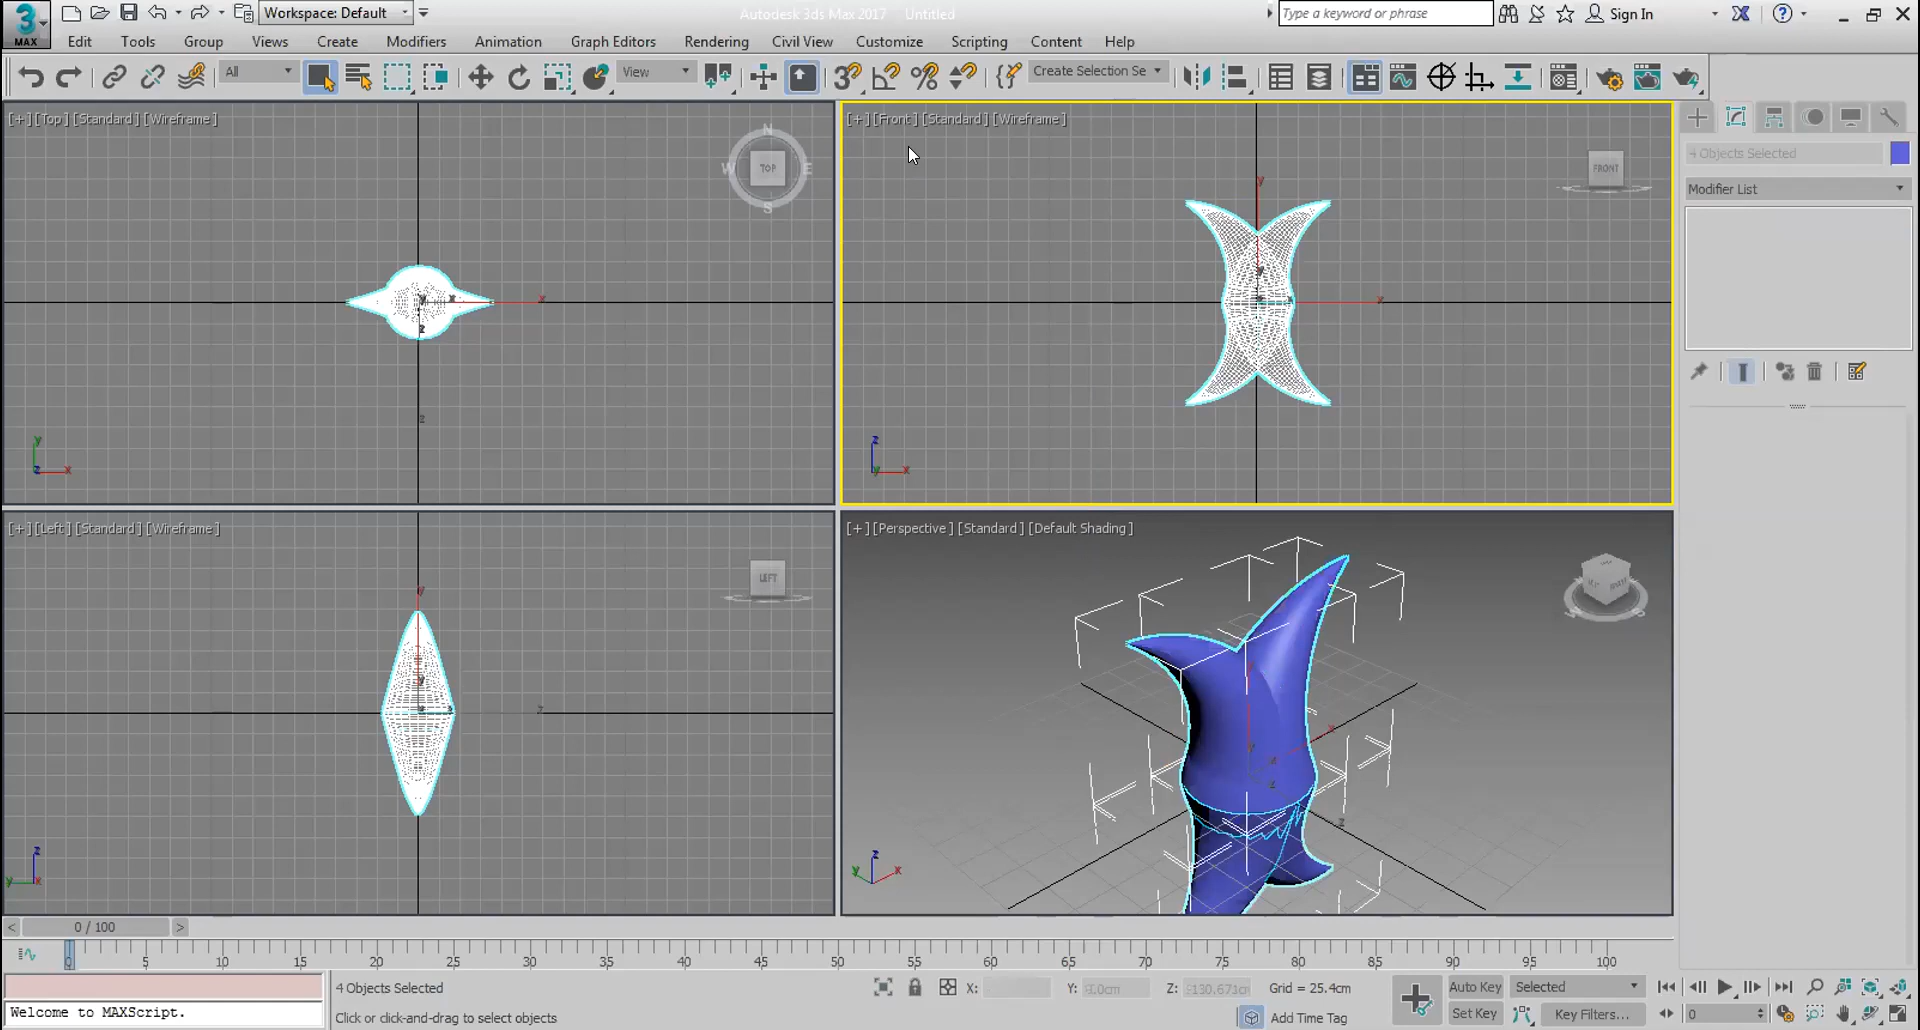 Workspace: Default
Autodesk 3ds Max 2017 Untitled
Type a keyword or phrase
Sign In
MAX
Edit Tools Group Views Create Modifiers Animation Graph Editors Rendering Civil View Customize Scripting Content Help
All
View
Create Selection Se
[+][Top][Standard][Wireframe]
[+][Front][Standard][Wireframe]
N
W TOP E
S
FRONT
4 Objects Selected
Modifier List
[+][Left][Standard][Wireframe]
[+][Perspective][Standard][Default Shading]
LEFT
< 0 / 100 >
0 5 10 15 20 25 30 35 40 45 50 55 60 65 70 75 80 85 90 95 100
4 Objects Selected
X: Y: Z: Grid = 25.4cm
Auto Key Selected
Welcome to MAXScript.
Click or click-and-drag to select objects
Add Time Tag
Set Key Key Filters...
0